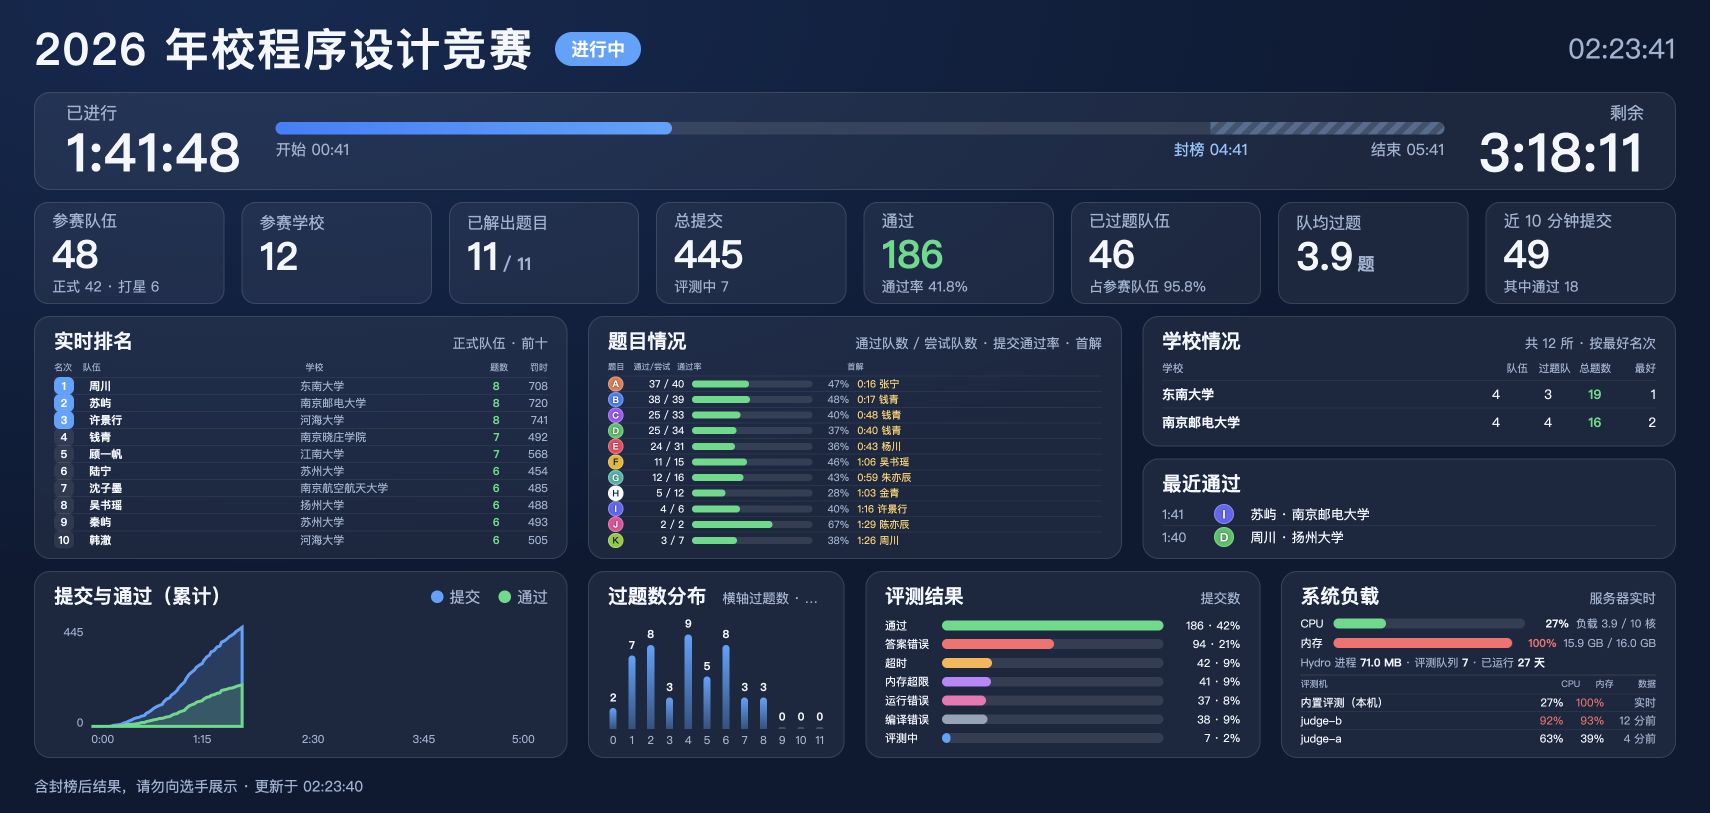 2026 年校程序设计竞赛 进行中 02:23:41
已进行 剩余
1:41:48 3:18:11
开始 00:41 封榜 04:41 结束 05:41
参赛队伍 48 正式 42 · 打星 6
参赛学校 12
已解出题目 11 / 11
总提交 445 评测中 7
通过 186 通过率 41.8%
已过题队伍 46 占参赛队伍 95.8%
队均过题 3.9 题
近 10 分钟提交 49 其中通过 18
实时排名 正式队伍 · 前十
名次 队伍 学校 题数 罚时
1 周川 东南大学 8 708
2 苏屿 南京邮电大学 8 720
3 许景行 河海大学 8 741
4 钱青 南京晓庄学院 7 492
5 顾一帆 江南大学 7 568
6 陆宁 苏州大学 6 454
7 沈子墨 南京航空航天大学 6 485
8 吴书瑶 扬州大学 6 488
9 秦屿 苏州大学 6 493
10 韩澈 河海大学 6 505
题目情况 通过队数 / 尝试队数 · 提交通过率 · 首解
题目 通过/尝试 通过率 首解
A 37 / 40 47% 0:16 张宁
B 38 / 39 48% 0:17 钱青
C 25 / 33 40% 0:48 钱青
D 25 / 34 37% 0:40 钱青
E 24 / 31 36% 0:43 杨川
F 11 / 15 46% 1:06 吴书瑶
G 12 / 16 43% 0:59 朱亦辰
H 5 / 12 28% 1:03 金青
I 4 / 6 40% 1:16 许景行
J 2 / 2 67% 1:29 陈亦辰
K 3 / 7 38% 1:26 周川
学校情况 共 12 所 · 按最好名次
学校 队伍 过题队 总题数 最好
东南大学 4 3 19 1
南京邮电大学 4 4 16 2
最近通过
1:41 I 苏屿 · 南京邮电大学
1:40 D 周川 · 扬州大学
提交与通过（累计） 提交 通过
445
0
0:00 1:15 2:30 3:45 5:00
过题数分布 横轴过题数 · …
2 7 8 3 9 5 8 3 3 0 0 0
0 1 2 3 4 5 6 7 8 9 10 11
评测结果 提交数
通过 186 · 42%
答案错误 94 · 21%
超时 42 · 9%
内存超限 41 · 9%
运行错误 37 · 8%
编译错误 38 · 9%
评测中 7 · 2%
系统负载 服务器实时
CPU 27% 负载 3.9 / 10 核
内存 100% 15.9 GB / 16.0 GB
Hydro 进程 71.0 MB · 评测队列 7 · 已运行 27 天
评测机 CPU 内存 数据
内置评测（本机） 27% 100% 实时
judge-b 92% 93% 12 分前
judge-a 63% 39% 4 分前
含封榜后结果，请勿向选手展示 · 更新于 02:23:40